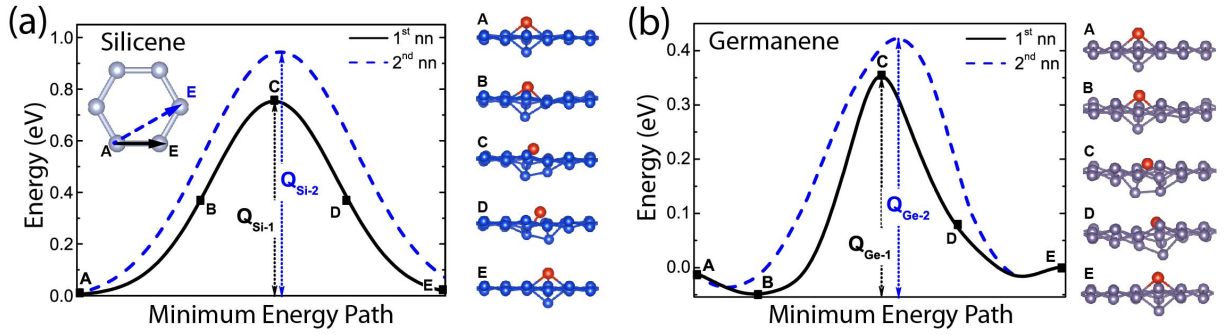 (a)
Silicene
1st nn
2nd nn
Energy (eV)
1.0
0.8
0.6
0.4
0.2
0.0
E
A
E
A
B
C
D
E
QSi-1
QSi-2
Minimum Energy Path
A
B
C
D
E
(b)
Germanene
1st nn
2nd nn
Energy (eV)
0.4
0.3
0.2
0.1
0.0
A
B
C
D
E
QGe-1
QGe-2
Minimum Energy Path
A
B
C
D
E